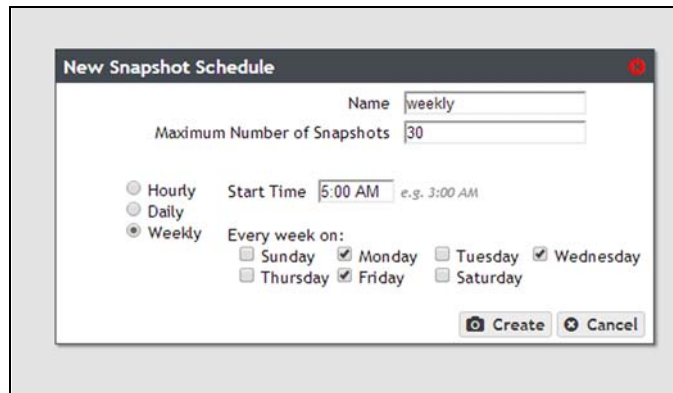 New Snapshot Schedule
Name weekly
Maximum Number of Snapshots 30
Hourly Start Time 5:00 AM e.g. 3:00 AM
Daily
Weekly Every week on:
Sunday Monday Tuesday Wednesday
Thursday Friday Saturday
Create Cancel